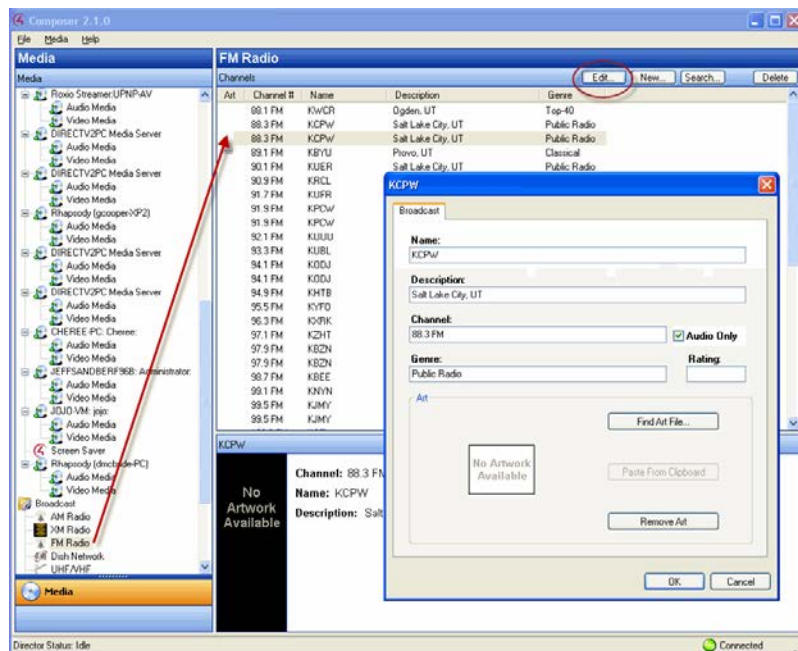 Composer 2.1.0
File Media Help
Media
Media
Roxio Streamer:UPNP-AV
Audio Media
Video Media
DIRECTV2PC Media Server
Audio Media
Video Media
DIRECTV2PC Media Server
Audio Media
Video Media
Rhapsody (gcooper-XP2)
Audio Media
Video Media
DIRECTV2PC Media Server
Audio Media
Video Media
DIRECTV2PC Media Server
Audio Media
Video Media
CHEREE-PC: Cheree:
Audio Media
Video Media
JEFFSANDBERF968: Administrator:
Audio Media
Video Media
JOJO-VM: jojo:
Audio Media
Video Media
Screen Saver
Rhapsody (dmcbride-PC)
Audio Media
Video Media
Broadcast
AM Radio
XM Radio
FM Radio
Dish Network
UHF/VHF
Media
FM Radio
Channels
Edit... New... Search... Delete
Art Channel # Name Description Genre
88.1 FM KWCR Ogden, UT Top-40
88.3 FM KCPW Salt Lake City, UT Public Radio
88.3 FM KCPW Salt Lake City, UT Public Radio
89.1 FM KBYU Provo, UT Classical
90.1 FM KUER Salt Lake City, UT Public Radio
90.9 FM KRCL
91.7 FM KUFR
91.9 FM KPCW
91.9 FM KPCW
92.1 FM KUUU
93.3 FM KUBL
94.1 FM KODJ
94.1 FM KODJ
94.9 FM KHTB
95.5 FM KYFO
96.3 FM KXRK
97.1 FM KZHT
97.9 FM KBZN
97.9 FM KBZN
98.7 FM KBEE
99.1 FM KNYN
99.5 FM KJMY
99.5 FM KJMY
KCPW
No
Artwork
Available
Channel: 88.3 FM
Name: KCPW
Description: Salt
KCPW
Broadcast
Name:
KCPW
Description:
Salt Lake City, UT
Channel:
88.3 FM
Audio Only
Genre: Rating:
Public Radio
Art
Find Art File...
No Artwork
Available
Paste From Clipboard
Remove Art
OK Cancel
Director Status: Idle
Connected